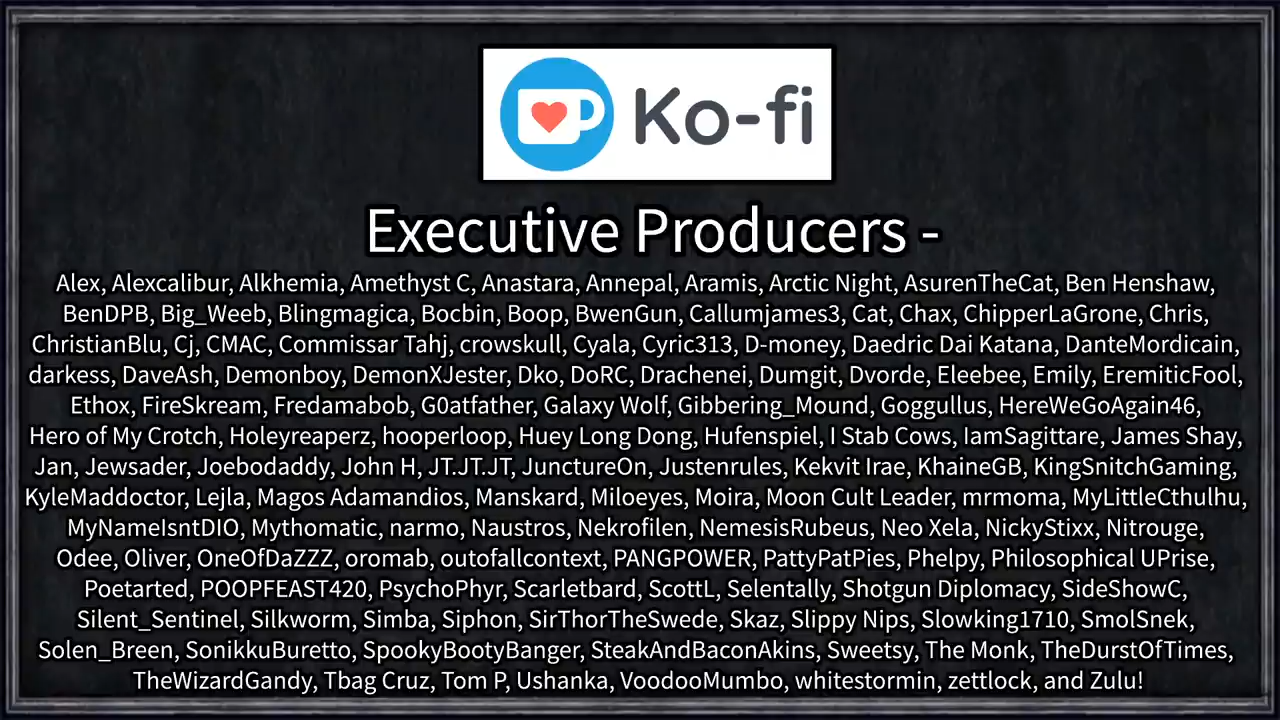 Ko-fi
Executive Producers -
Alex, Alexcalibur, Alkhemia, Amethyst C, Anastara, Annepal, Aramis, Arctic Night, AsurenTheCat, Ben Henshaw,
BenDPB, Big_Weeb, Blingmagica, Bocbin, Boop, BwenGun, Callumjames3, Cat, Chax, ChipperLaGrone, Chris,
ChristianBlu, Cj, CMAC, Commissar Tahj, crowskull, Cyala, Cyric313, D-money, Daedric Dai Katana, DanteMordicain,
darkess, DaveAsh, Demonboy, DemonXJester, Dko, DoRC, Drachenei, Dumgit, Dvorde, Eleebee, Emily, EremiticFool,
Ethox, FireSkream, Fredamabob, G0atfather, Galaxy Wolf, Gibbering_Mound, Goggullus, HereWeGoAgain46,
Hero of My Crotch, Holeyreaperz, hooperloop, Huey Long Dong, Hufenspiel, I Stab Cows, IamSagittare, James Shay,
Jan, Jewsader, Joebodaddy, John H, JT.JT.JT, JunctureOn, Justenrules, Kekvit Irae, KhaineGB, KingSnitchGaming,
KyleMaddoctor, Lejla, Magos Adamandios, Manskard, Miloeyes, Moira, Moon Cult Leader, mrmoma, MyLittleCthulhu,
MyNameIsntDIO, Mythomatic, narmo, Naustros, Nekrofilen, NemesisRubeus, Neo Xela, NickyStixx, Nitrouge,
Odee, Oliver, OneOfDaZZZ, oromab, outofallcontext, PANGPOWER, PattyPatPies, Phelpy, Philosophical UPrise,
Poetarted, POOPFEAST420, PsychoPhyr, Scarletbard, ScottL, Selentally, Shotgun Diplomacy, SideShowC,
Silent_Sentinel, Silkworm, Simba, Siphon, SirThorTheSwede, Skaz, Slippy Nips, Slowking1710, SmolSnek,
Solen_Breen, SonikkuBuretto, SpookyBootyBanger, SteakAndBaconAkins, Sweetsy, The Monk, TheDurstOfTimes,
TheWizardGandy, Tbag Cruz, Tom P, Ushanka, VoodooMumbo, whitestormin, zettlock, and Zulu!